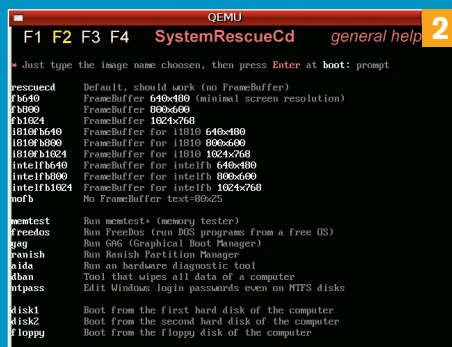 QEMU
F1 F2 F3 F4 SystemRescueCd general help
2
* Just type the image name choosen, then press Enter at boot: prompt
rescuecd Default, should work (no FrameBuffer)
fb640 FrameBuffer 640x480 (minimal screen resolution)
fb800 FrameBuffer 800x600
fb1024 FrameBuffer 1024x768
i810fb640 FrameBuffer for i810 640x480
i810fb800 FrameBuffer for i810 800x600
i810fb1024 FrameBuffer for i810 1024x768
intelfb640 FrameBuffer for intelfb 640x480
intelfb800 FrameBuffer for intelfb 800x600
intelfb1024 FrameBuffer for intelfb 1024x768
nofb No FrameBuffer text=80x25
memtest Run memtest+ (memory tester)
freedos Run FreeDos (run DOS programs from a free OS)
gag Run GAG (Graphical Boot Manager)
ranish Run Ranish Partition Manager
aida Run an hardware diagnostic tool
dban Tool that wipes all data of a computer
ntpass Edit Windows login passwords even on NTFS disks
disk1 Boot from the first hard disk of the computer
disk2 Boot from the second hard disk of the computer
floppy Boot from the floppy disk of the computer